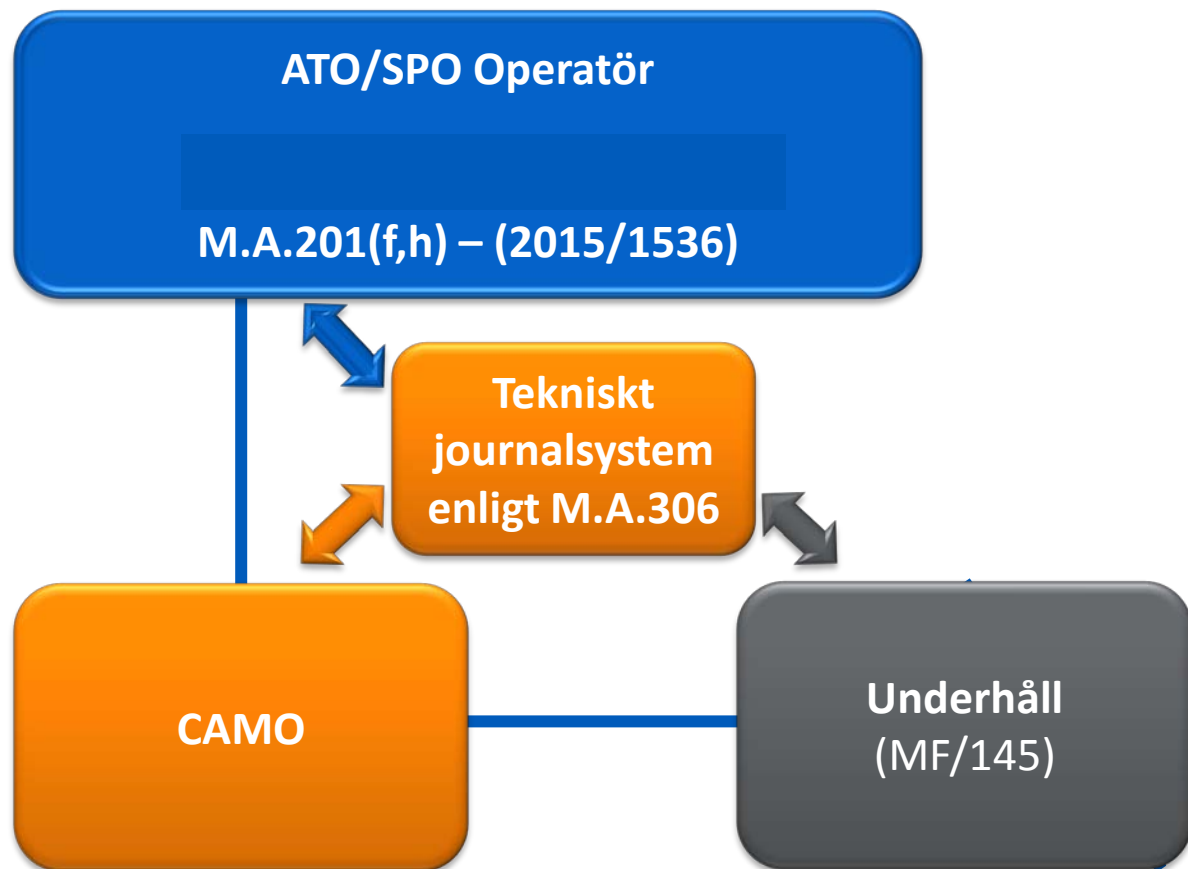 ATO/SPO Operatör
M.A.201(f,h) – (2015/1536)
Tekniskt
journalsystem
enligt M.A.306
CAMO
Underhåll
(MF/145)